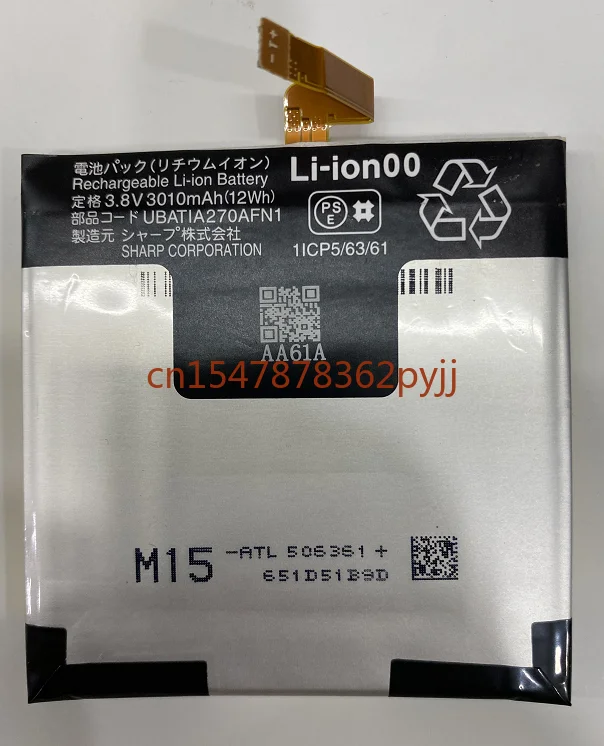 - +
電池パック(リチウムイオン)
Rechargeable Li-ion Battery
定格 3.8V 3010mAh(12Wh)
部品コード UBATIA270AFN1
製造元 シャープ株式会社
SHARP CORPORATION
Li-ion00
PS
E
1ICP5/63/61
AA61A
cn1547878362pyjj
M15
-ATL 506361+
651D51B9D